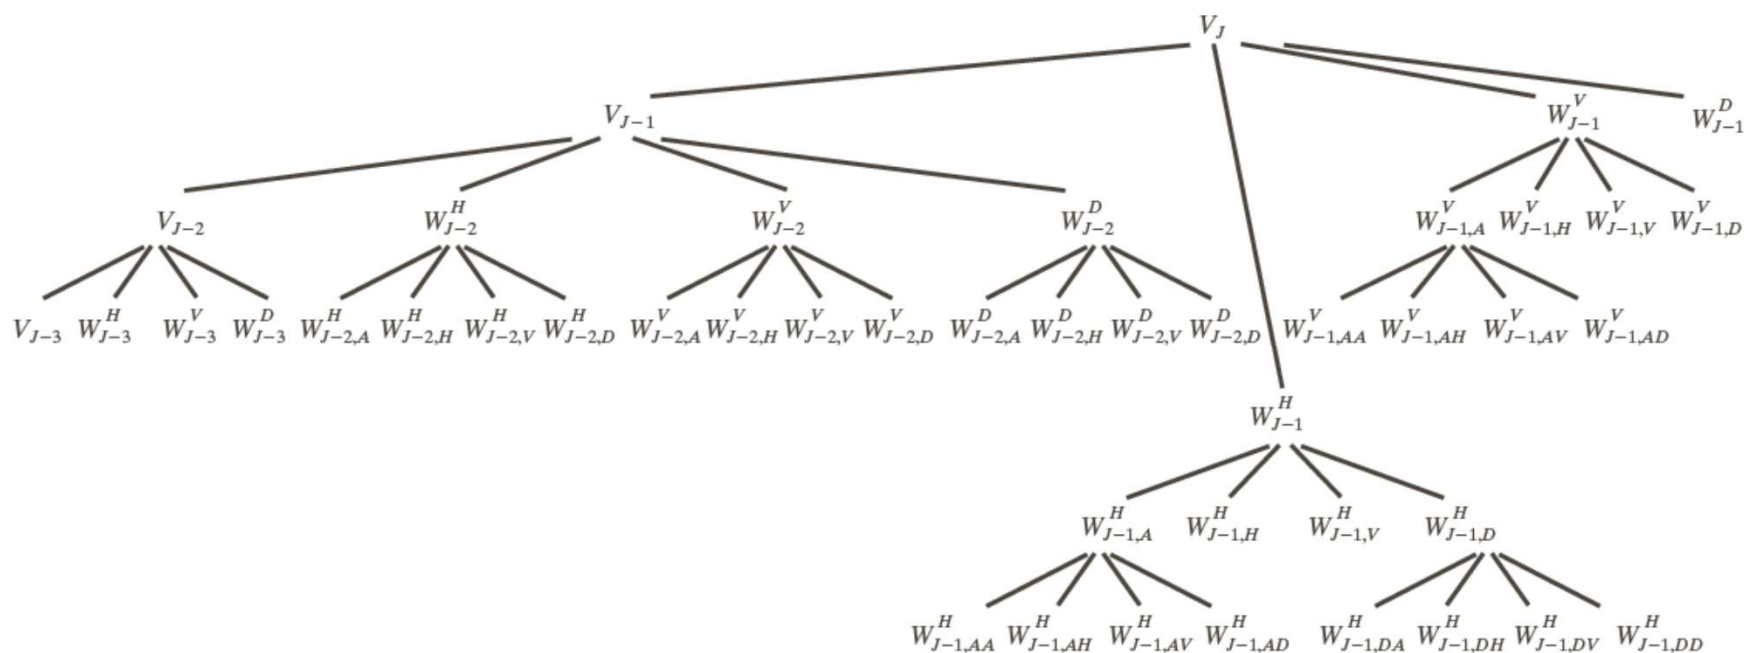 V_J
V_{J-1} W^V_{J-1} W^D_{J-1}
V_{J-2} W^H_{J-2} W^V_{J-2} W^D_{J-2} W^V_{J-1,A} W^V_{J-1,H} W^V_{J-1,V} W^V_{J-1,D}
V_{J-3} W^H_{J-3} W^V_{J-3} W^D_{J-3} W^H_{J-2,A} W^H_{J-2,H} W^H_{J-2,V} W^H_{J-2,D} W^V_{J-2,A} W^V_{J-2,H} W^V_{J-2,V} W^V_{J-2,D} W^D_{J-2,A} W^D_{J-2,H} W^D_{J-2,V} W^D_{J-2,D} W^V_{J-1,AA} W^V_{J-1,AH} W^V_{J-1,AV} W^V_{J-1,AD}
W^H_{J-1}
W^H_{J-1,A} W^H_{J-1,H} W^H_{J-1,V} W^H_{J-1,D}
W^H_{J-1,AA} W^H_{J-1,AH} W^H_{J-1,AV} W^H_{J-1,AD} W^H_{J-1,DA} W^H_{J-1,DH} W^H_{J-1,DV} W^H_{J-1,DD}